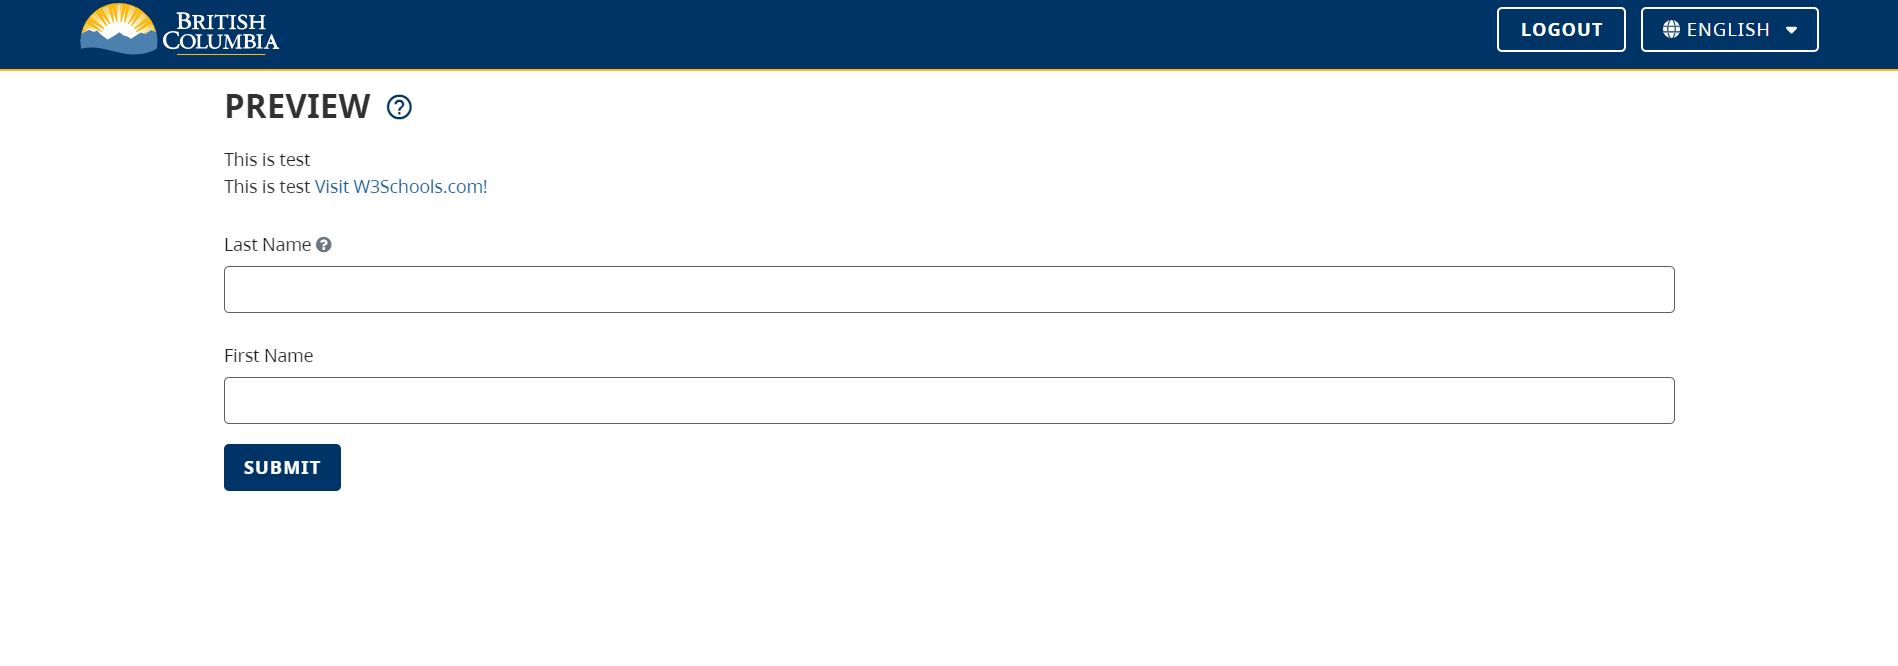 BRITISH
COLUMBIA
LOGOUT
ENGLISH
PREVIEW
This is test
This is test Visit W3Schools.com!
Last Name
First Name
SUBMIT